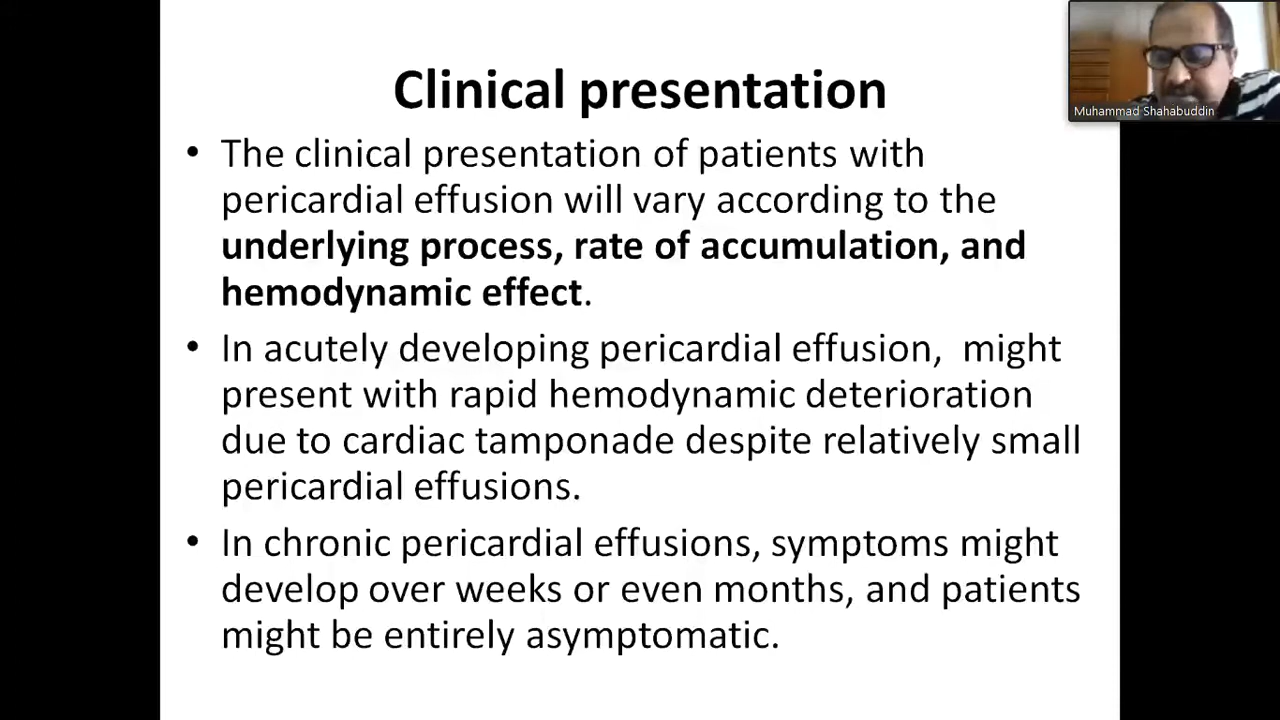 Clinical presentation
• The clinical presentation of patients with
pericardial effusion will vary according to the
underlying process, rate of accumulation, and
hemodynamic effect.
• In acutely developing pericardial effusion,  might
present with rapid hemodynamic deterioration
due to cardiac tamponade despite relatively small
pericardial effusions.
• In chronic pericardial effusions, symptoms might
develop over weeks or even months, and patients
might be entirely asymptomatic.
Muhammad Shahabuddin